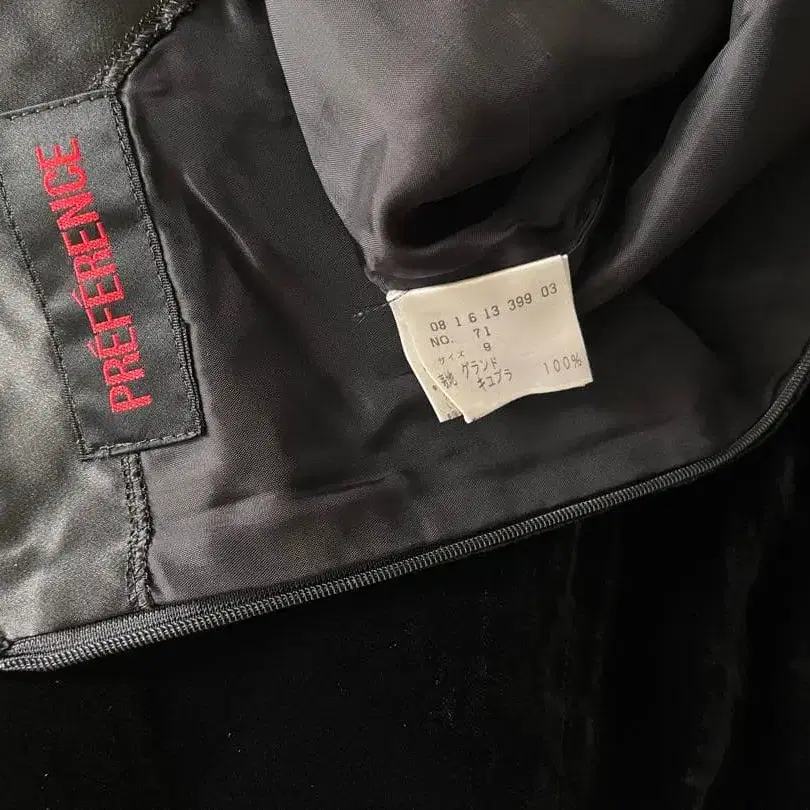 PRÉFÉRENCE
08 1 6 13 399 03
NO. 71
サイズ 9
表地 グランド
キュプラ 100%